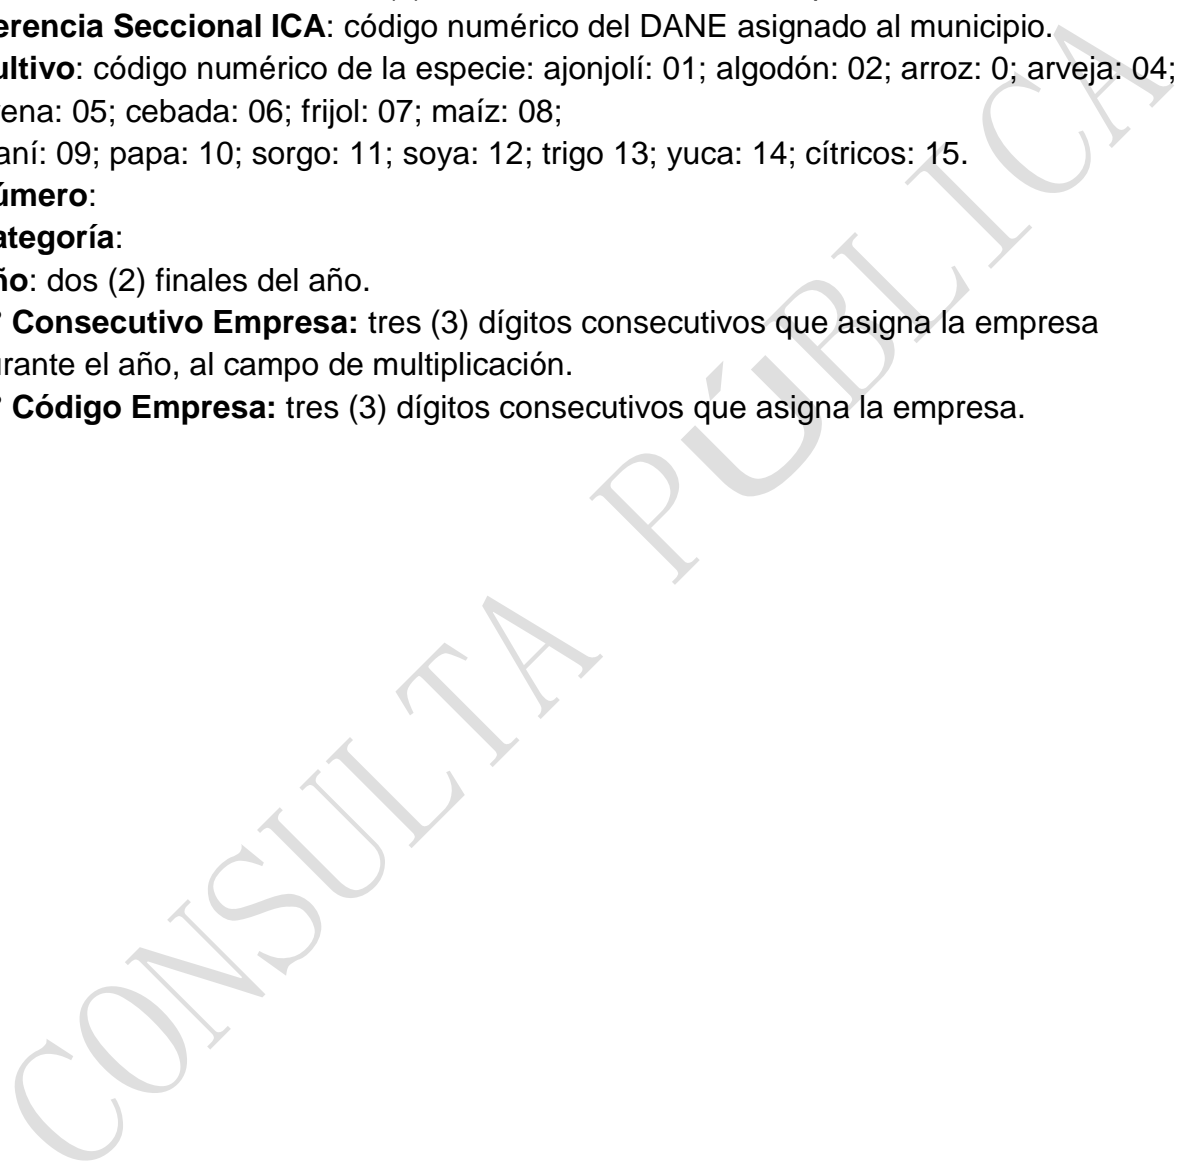 erencia Seccional ICA: código numérico del DANE asignado al municipio.
ultivo: código numérico de la especie: ajonjolí: 01; algodón: 02; arroz: 0; arveja: 04;
ena: 05; cebada: 06; frijol: 07; maíz: 08;
aní: 09; papa: 10; sorgo: 11; soya: 12; trigo 13; yuca: 14; cítricos: 15.
úmero:
ategoría:
ño: dos (2) finales del año.
° Consecutivo Empresa: tres (3) dígitos consecutivos que asigna la empresa
urante el año, al campo de multiplicación.
° Código Empresa: tres (3) dígitos consecutivos que asigna la empresa.
CONSULTA PÚBLICA